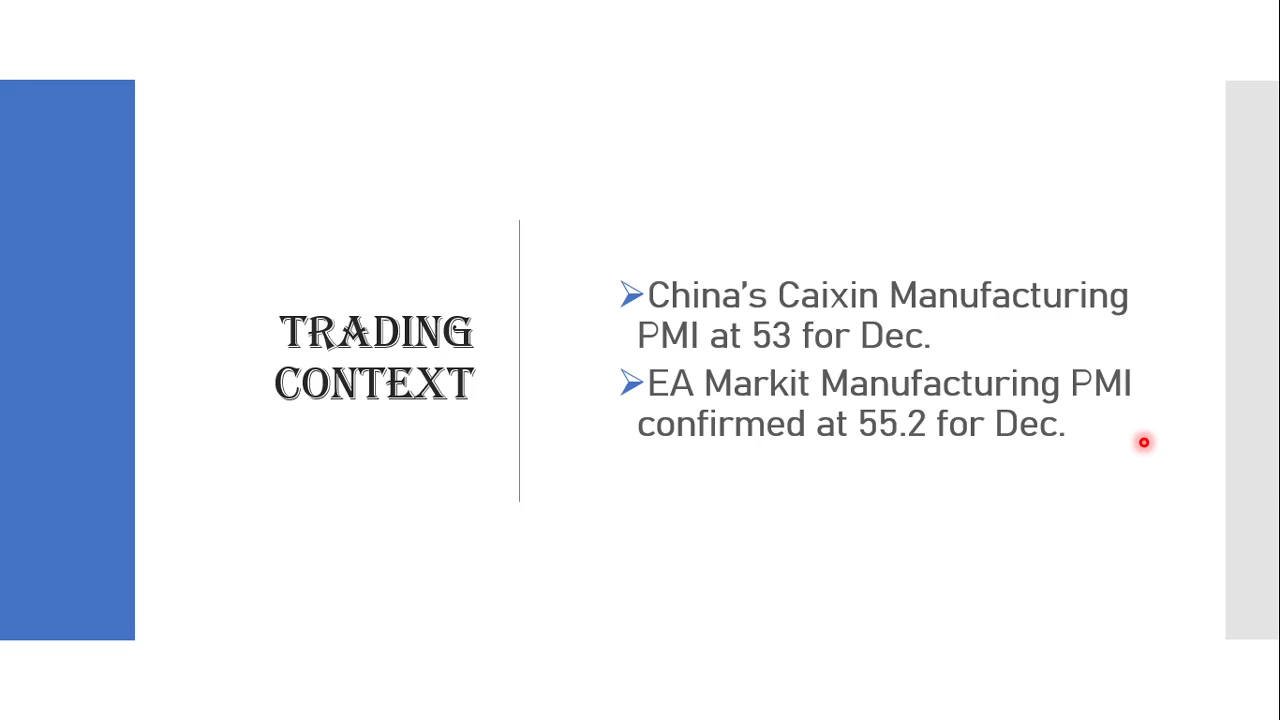 TRADING
CONTEXT
China's Caixin Manufacturing
PMI at 53 for Dec.
EA Markit Manufacturing PMI
confirmed at 55.2 for Dec.